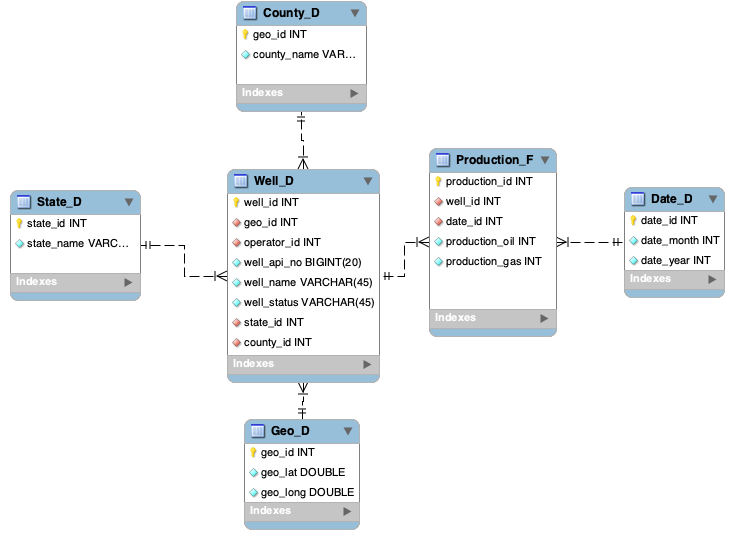 County_D
geo_id INT
county_name VAR...
Indexes
State_D
state_id INT
state_name VARC...
Indexes
Well_D
well_id INT
geo_id INT
operator_id INT
well_api_no BIGINT(20)
well_name VARCHAR(45)
well_status VARCHAR(45)
state_id INT
county_id INT
Indexes
Production_F
production_id INT
well_id INT
date_id INT
production_oil INT
production_gas INT
Indexes
Date_D
date_id INT
date_month INT
date_year INT
Indexes
Geo_D
geo_id INT
geo_lat DOUBLE
geo_long DOUBLE
Indexes